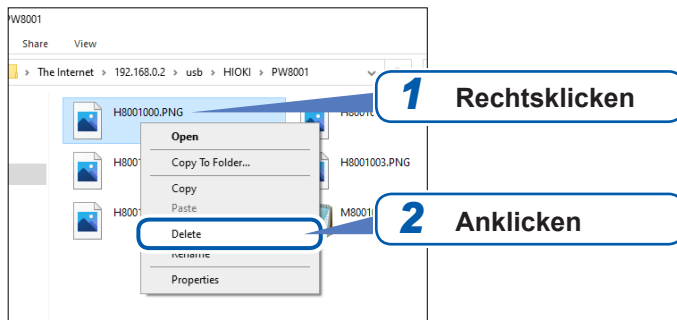 PW8001
Share View
The Internet > 192.168.0.2 > usb > HIOKI > PW8001
1 Rechtsklicken
H8001000.PNG
Open
Copy To Folder...
H8001003.PNG
Copy
Paste
2 Anklicken
Delete
Rename
Properties